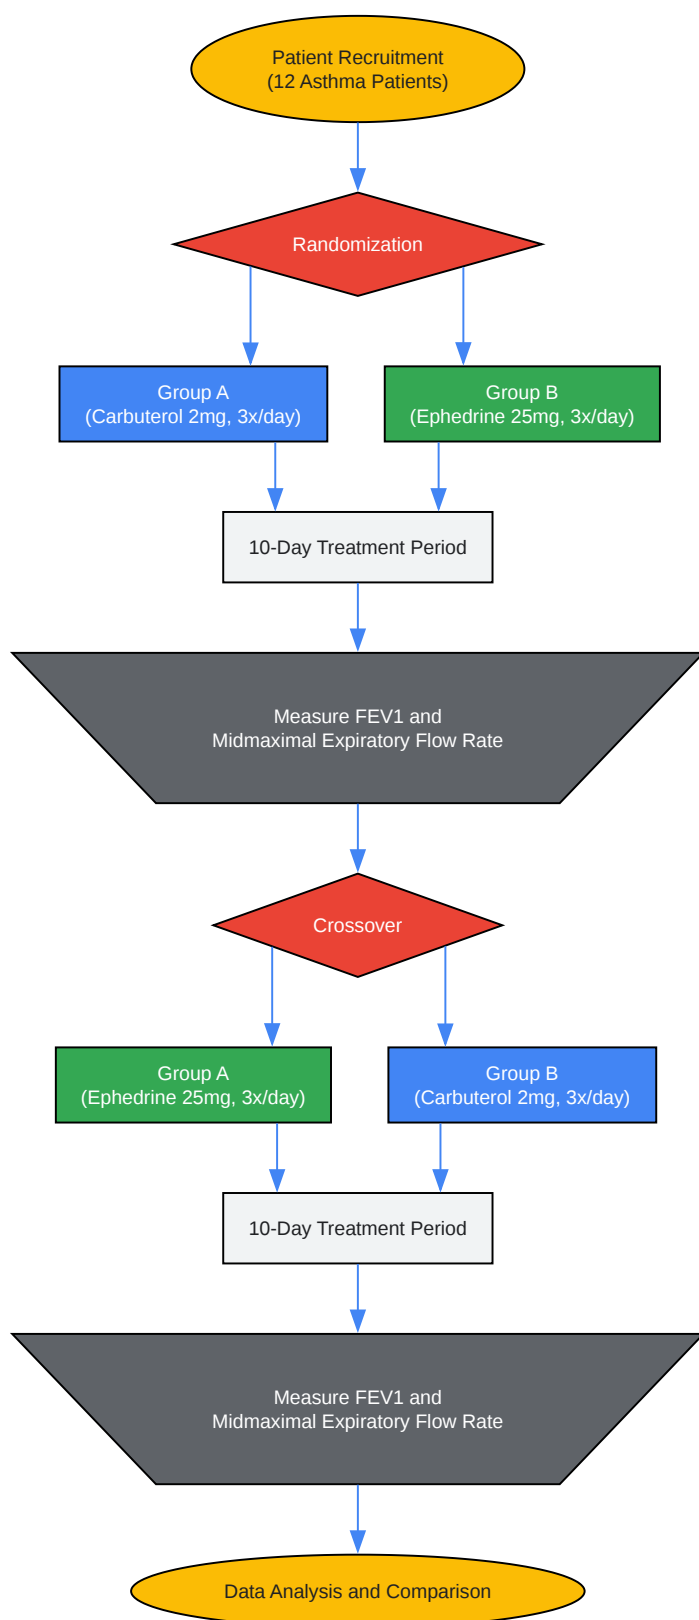 Patient Recruitment
(12 Asthma Patients)
Randomization
Group A
(Carbuterol 2mg, 3x/day)
Group B
(Ephedrine 25mg, 3x/day)
10-Day Treatment Period
Measure FEV1 and
Midmaximal Expiratory Flow Rate
Crossover
Group A
(Ephedrine 25mg, 3x/day)
Group B
(Carbuterol 2mg, 3x/day)
10-Day Treatment Period
Measure FEV1 and
Midmaximal Expiratory Flow Rate
Data Analysis and Comparison